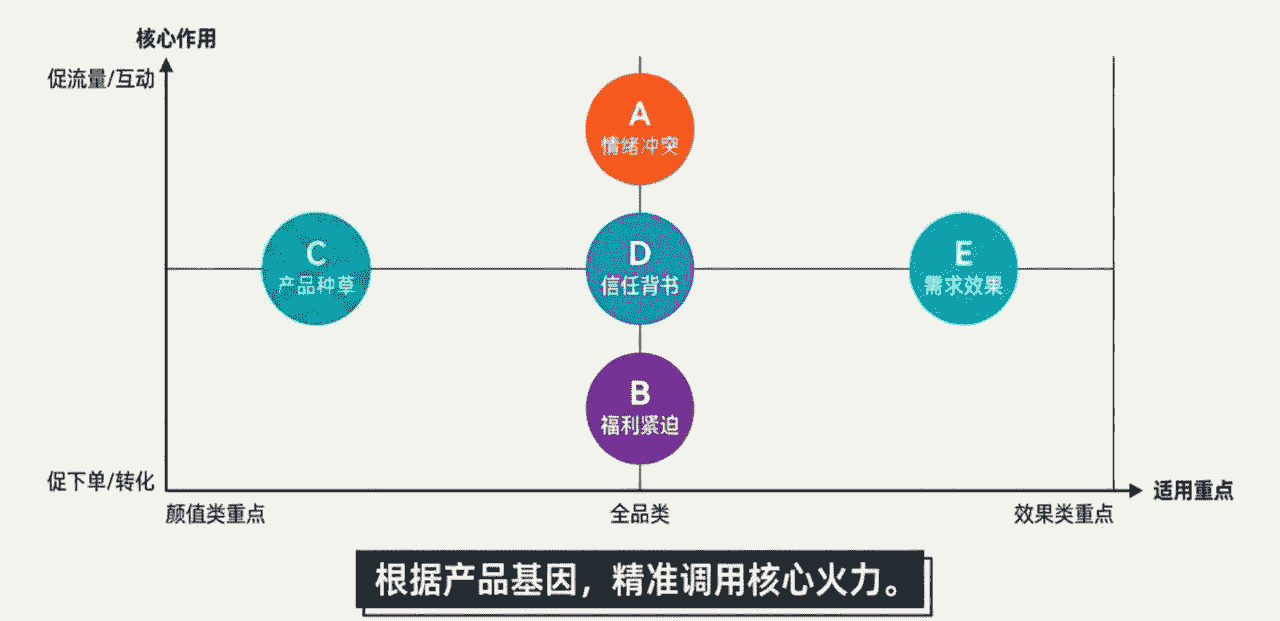 核心作用
促流量/互动
A
情绪冲突
C
产品种草
D
信任背书
E
需求效果
B
福利紧迫
促下单/转化
适用重点
颜值类重点
全品类
效果类重点
根据产品基因，精准调用核心火力。